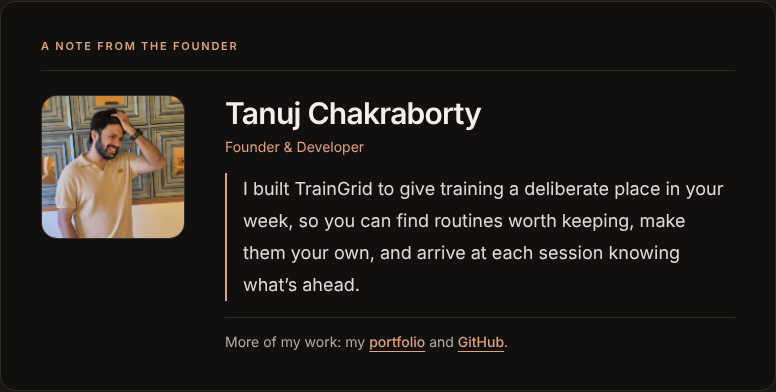 A NOTE FROM THE FOUNDER
Tanuj Chakraborty
Founder & Developer
I built TrainGrid to give training a deliberate place in your
week, so you can find routines worth keeping, make
them your own, and arrive at each session knowing
what’s ahead.
More of my work: my portfolio and GitHub.